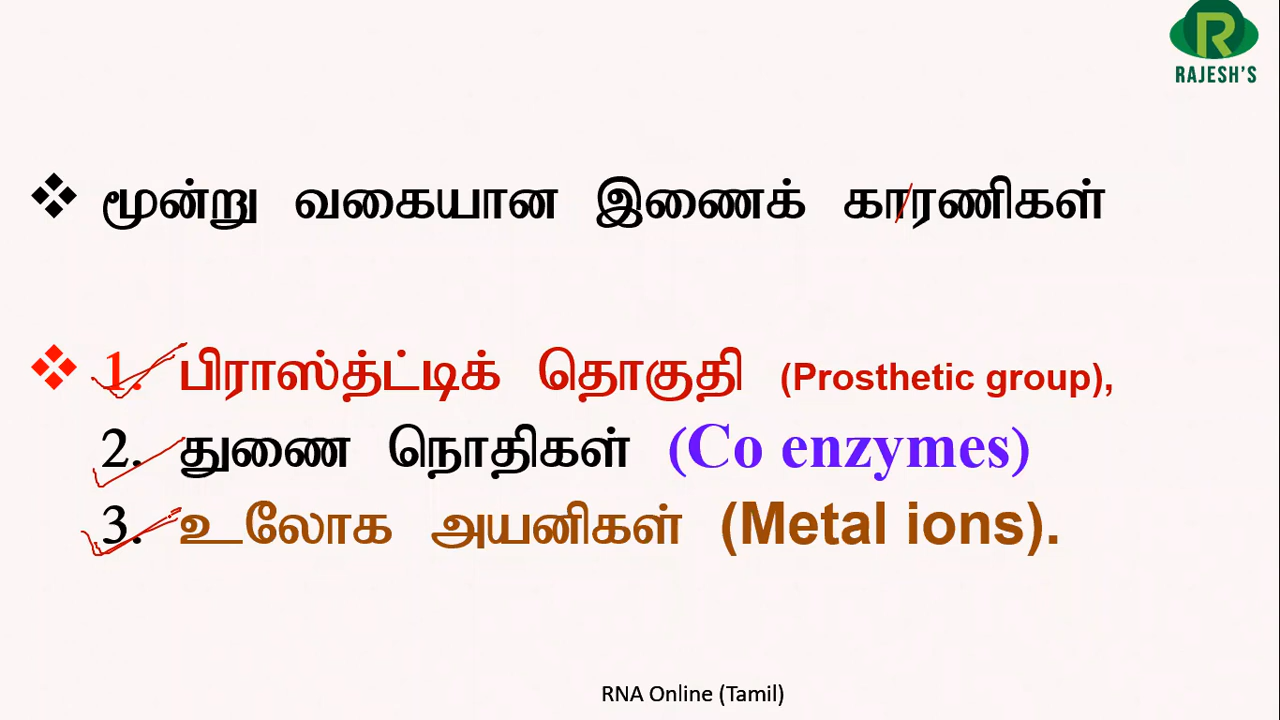 R
RAJESH'S
❖ மூன்று வகையான இணைக் காரணிகள்
❖ 1. பிராஸ்த்ட்டிக் தொகுதி (Prosthetic group),
2. துணை நொதிகள் (Co enzymes)
3. உலோக அயனிகள் (Metal ions).
RNA Online (Tamil)